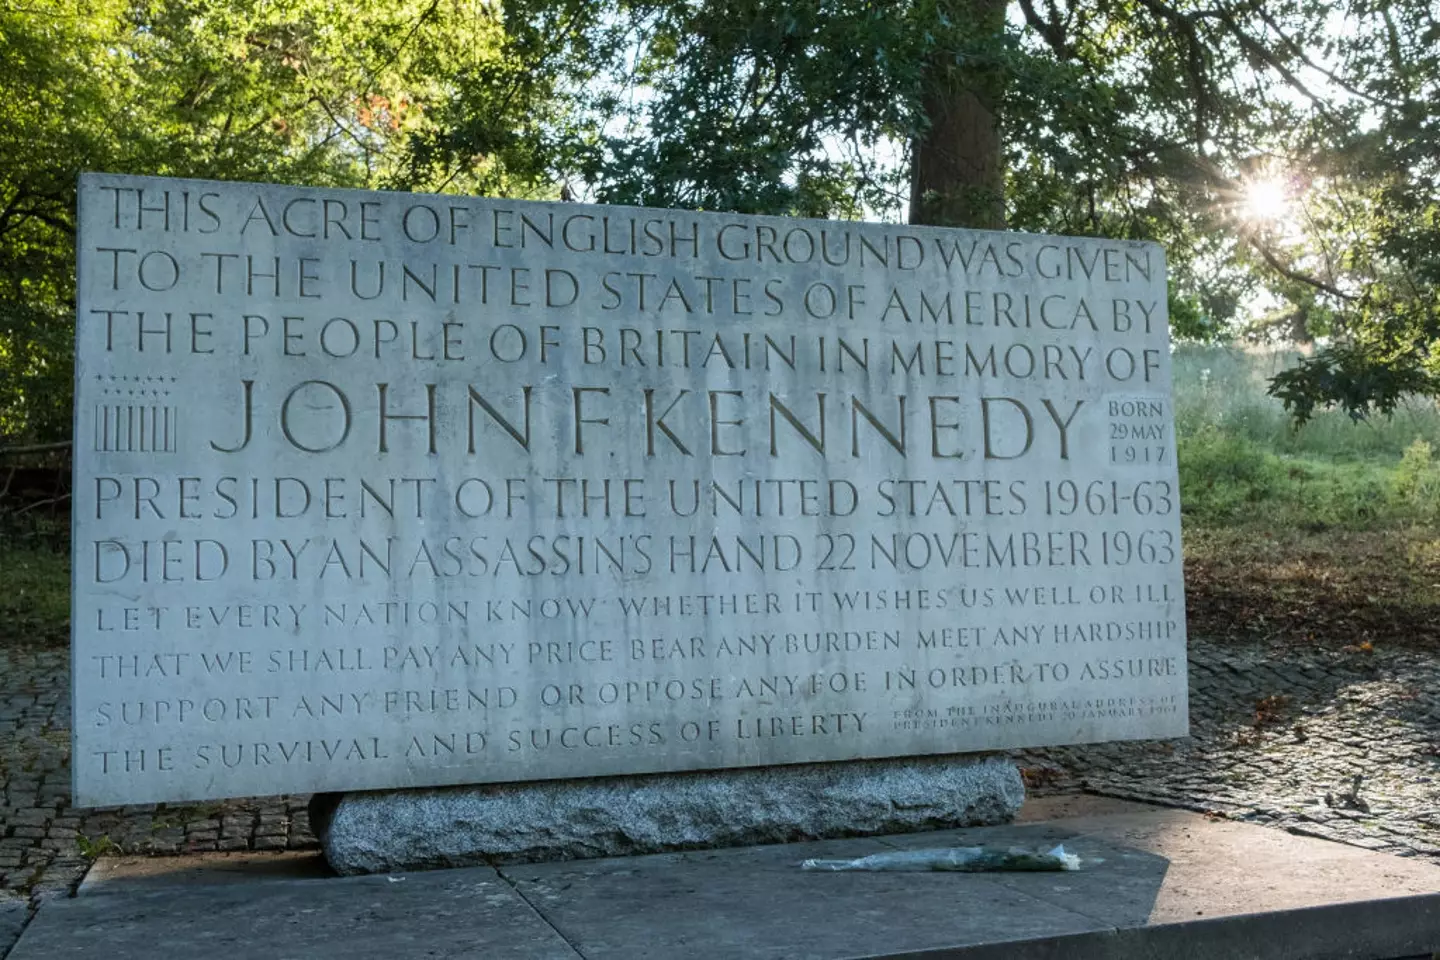 THIS ACRE OF ENGLISH GROUND WAS GIVEN
TO THE UNITED STATES OF AMERICA BY
THE PEOPLE OF BRITAIN IN MEMORY OF
JOHN F. KENNEDY
BORN
29 MAY
1917
PRESIDENT OF THE UNITED STATES 1961-63
DIED BY AN ASSASSIN'S HAND 22 NOVEMBER 1963
LET EVERY NATION KNOW WHETHER IT WISHES US WELL OR ILL
THAT WE SHALL PAY ANY PRICE BEAR ANY BURDEN MEET ANY HARDSHIP
SUPPORT ANY FRIEND OR OPPOSE ANY FOE IN ORDER TO ASSURE
THE SURVIVAL AND SUCCESS OF LIBERTY
FROM THE INAUGURAL ADDRESS OF
PRESIDENT KENNEDY 20 JANUARY 1961